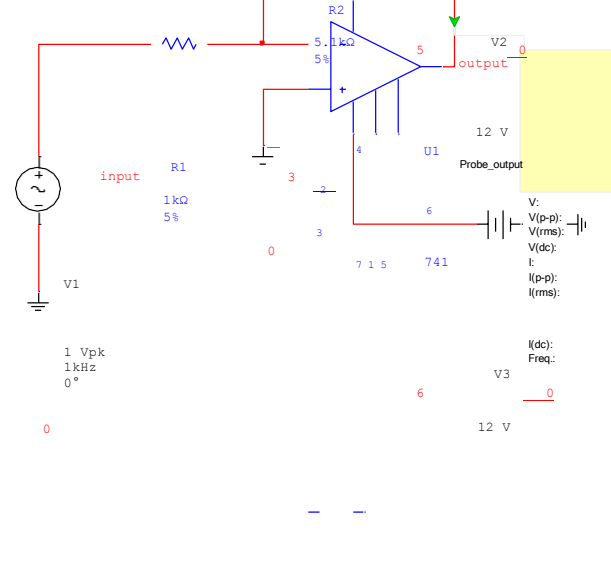 R2
5.1kΩ
5%
5
V2
0
output
12 V
4
U1
Probe_output
R1
input
3
2
1kΩ
5%
V:
V(p-p):
V(rms):
V(dc):
I:
I(p-p):
I(rms):
6
3
0
7 1 5
741
V1
1 Vpk
1kHz
0°
I(dc):
Freq.:
V3
6
0
12 V
0